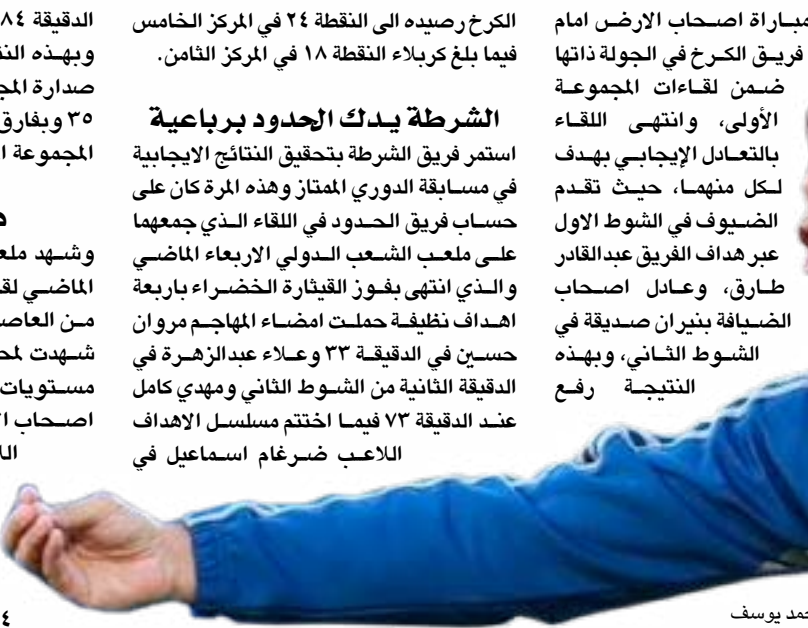 مباراة اصحاب الارض امام
فريق الكرخ في الجولة ذاتها
ضمن لقاءات المجموعة
الأولى، وانتهى اللقاء
بالتعادل الإيجابي بهدف
لكل منهما، حيث تقدم
الضيوف في الشوط الاول
عبر هداف الفريق عبدالقادر
طارق، وعادل اصحاب
الضيافة بنيران صديقة في
الشوط الثاني، وبهذه
النتيجة رفع
الكرخ رصيده الى النقطة ٢٤ في المركز الخامس
فيما بلغ كربلاء النقطة ١٨ في المركز الثامن.
الشرطة يدك الحدود برباعية
استمر فريق الشرطة بتحقيق النتائج الايجابية
في مسابقة الدوري الممتاز وهذه المرة كان على
حساب فريق الحدود في اللقاء الذي جمعهما
على ملعب الشعب الدولي الاربعاء الماضي
والذي انتهى بفوز القيثارة الخضراء باربعة
اهداف نظيفة حملت امضاء المهاجم مروان
حسين في الدقيقة ٣٣ وعلاء عبدالزهرة في
الدقيقة الثانية من الشوط الثاني ومهدي كامل
عند الدقيقة ٧٣ فيما اختتم مسلسل الاهداف
اللاعب ضرغام اسماعيل في
الدقيقة ٨٤
وبهذه
صدارة
٣٥ وبفارق
المجموعة
وشهد
الماضي
من
شهدت
مستويات
اصحاب
يوسف